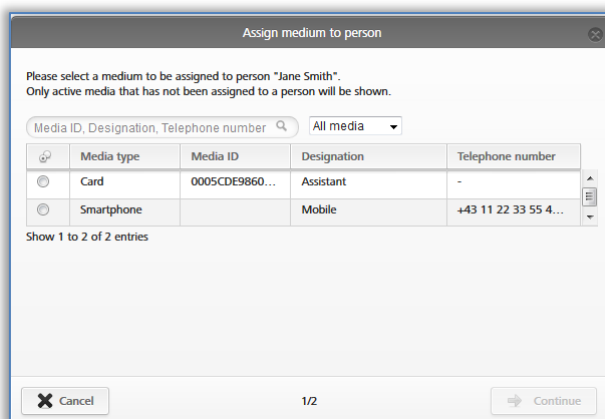 Assign medium to person
Please select a medium to be assigned to person "Jane Smith".
Only active media that has not been assigned to a person will be shown.
Media ID, Designation, Telephone number All media
Media type Media ID Designation Telephone number
Card 0005CDE9860... Assistant -
Smartphone Mobile +43 11 22 33 55 4...
Show 1 to 2 of 2 entries
Cancel 1/2 Continue